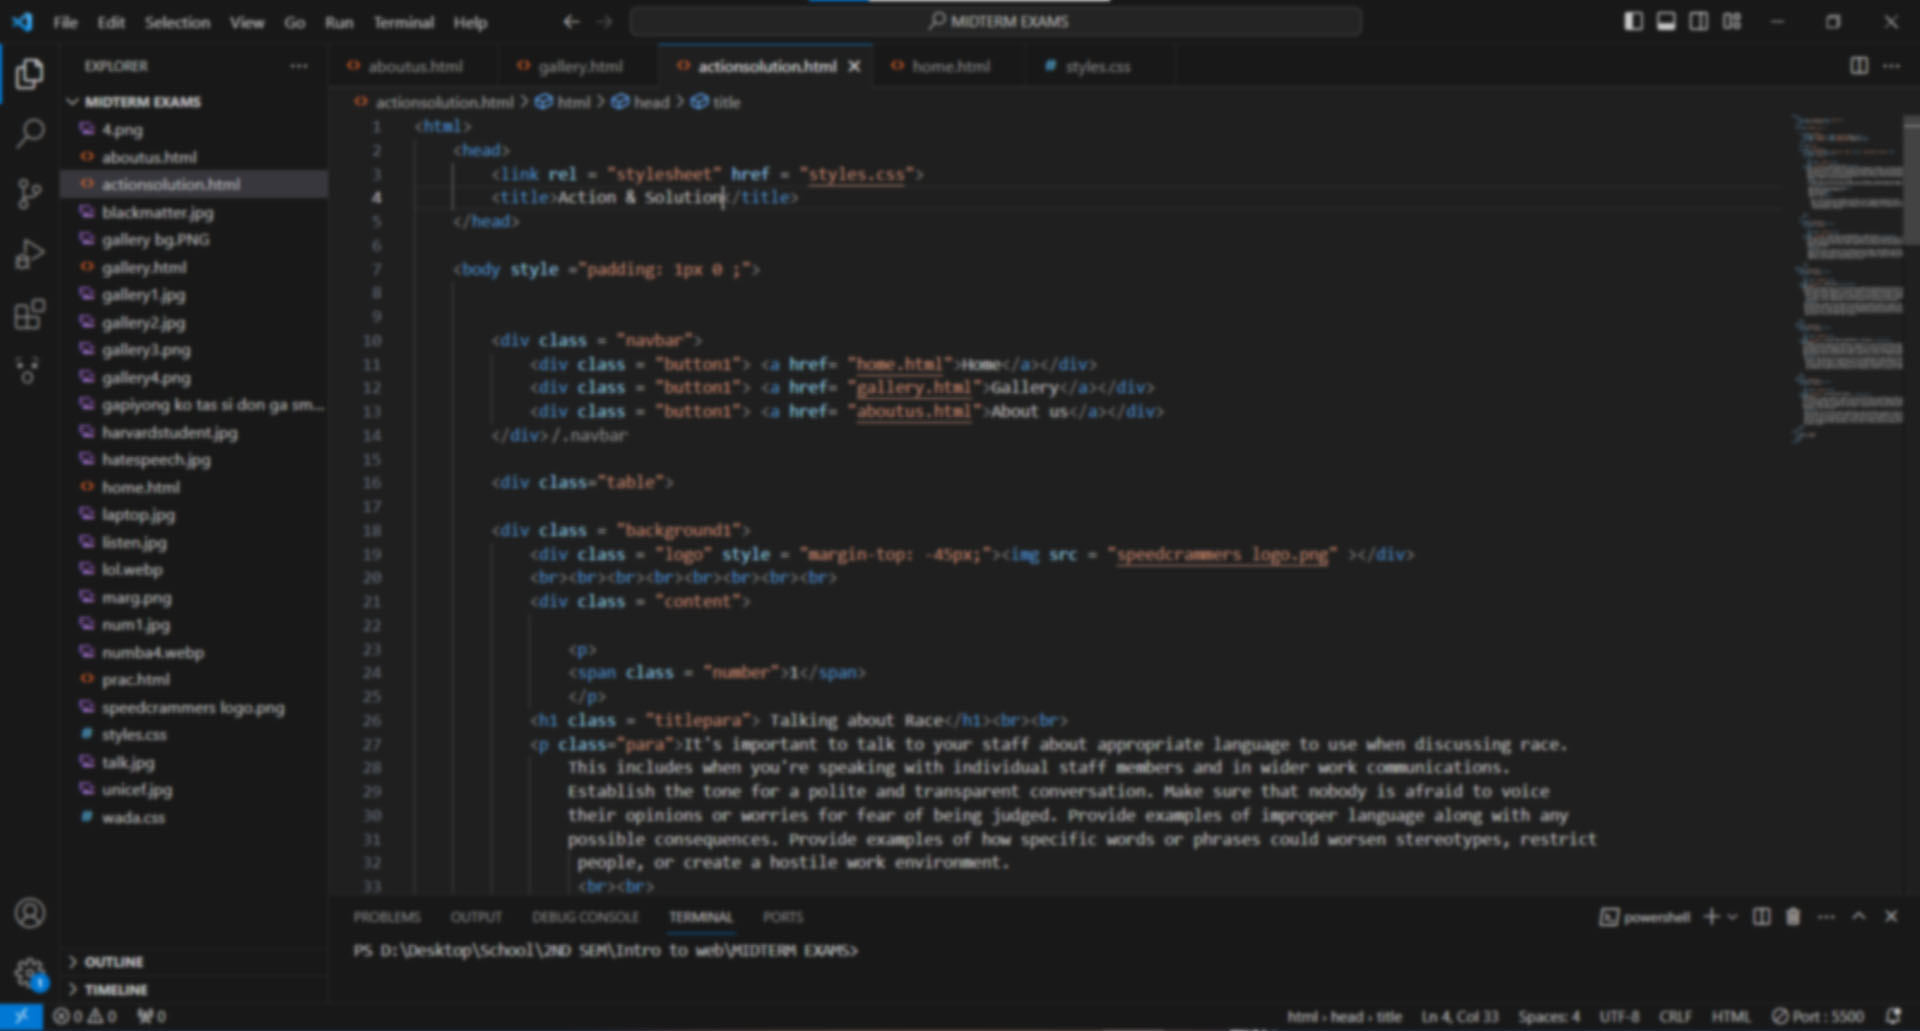 File Edit Selection View Go Run Terminal Help MIDTERM EXAMS
EXPLORER
MIDTERM EXAMS
4.png
aboutus.html
actionsolution.html
blackmatter.jpg
gallery bg.PNG
gallery.html
gallery1.jpg
gallery2.jpg
gallery3.png
gallery4.png
gapiyong ko tas si don ga sm...
harvardstudent.jpg
hatespeech.jpg
home.html
laptop.jpg
listen.jpg
lol.webp
marg.png
num1.jpg
numba4.webp
prac.html
speedcrammers logo.png
styles.css
talk.jpg
unicef.jpg
wada.css
OUTLINE
TIMELINE
aboutus.html gallery.html actionsolution.html home.html # styles.css
actionsolution.html > html > head > title
1 <html>
2 <head>
3 <link rel = "stylesheet" href = "styles.css">
4 <title>Action & Solution</title>
5 </head>
6
7 <body style ="padding: 1px 0 ;">
8
9
10 <div class = "navbar">
11 <div class = "button1"> <a href= "home.html">Home</a></div>
12 <div class = "button1"> <a href= "gallery.html">Gallery</a></div>
13 <div class = "button1"> <a href= "aboutus.html">About us</a></div>
14 </div>/.navbar
15
16 <div class="table">
17
18 <div class = "background1">
19 <div class = "logo" style = "margin-top: -45px;"><img src = "speedcrammers logo.png" ></div>
20 <br><br><br><br><br><br><br><br>
21 <div class = "content">
22
23 <p>
24 <span class = "number">1</span>
25 </p>
26 <h1 class = "titlepara"> Talking about Race</h1><br><br>
27 <p class="para">It's important to talk to your staff about appropriate language to use when discussing race.
28 This includes when you're speaking with individual staff members and in wider work communications.
29 Establish the tone for a polite and transparent conversation. Make sure that nobody is afraid to voice
30 their opinions or worries for fear of being judged. Provide examples of improper language along with any
31 possible consequences. Provide examples of how specific words or phrases could worsen stereotypes, restrict
32 people, or create a hostile work environment.
33 <br><br>
PROBLEMS OUTPUT DEBUG CONSOLE TERMINAL PORTS powershell
PS D:\Desktop\School\2ND SEM\Intro to web\MIDTERM EXAMS>
0 0 0 html > head > title Ln 4, Col 33 Spaces: 4 UTF-8 CRLF HTML Port : 5500